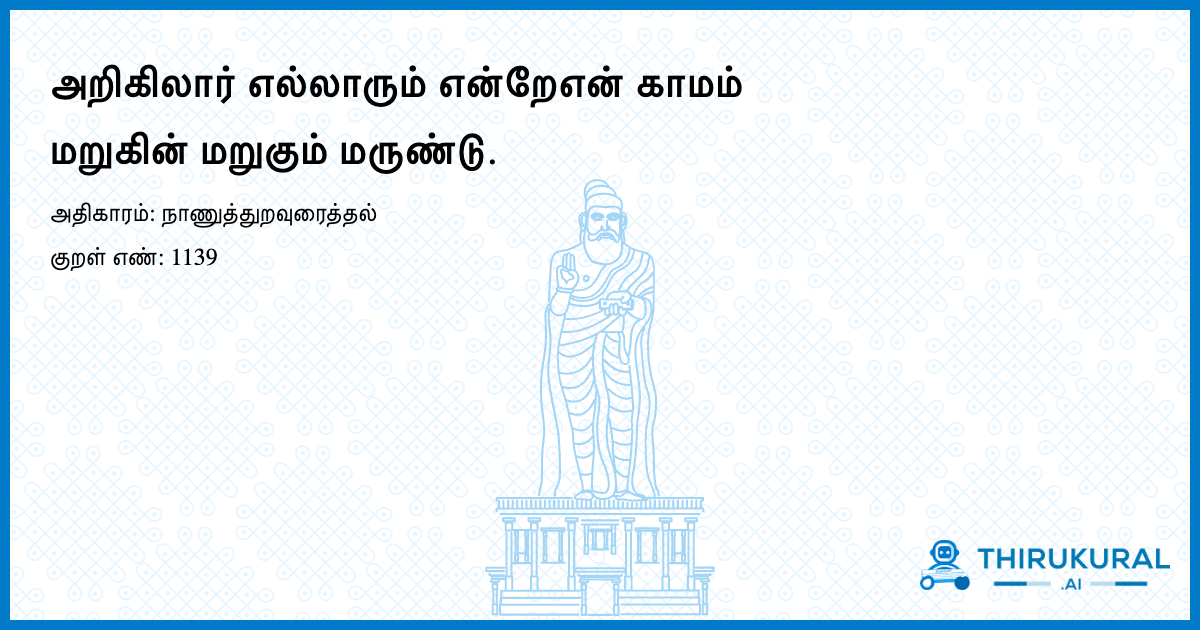 அறிகிலார் எல்லாரும் என்றேஎன் காமம்
மறுகின் மறுகும் மருண்டு.
அதிகாரம்: நாணுத்துறவுரைத்தல்
குறள் எண்: 1139
THIRUKURAL
.AI